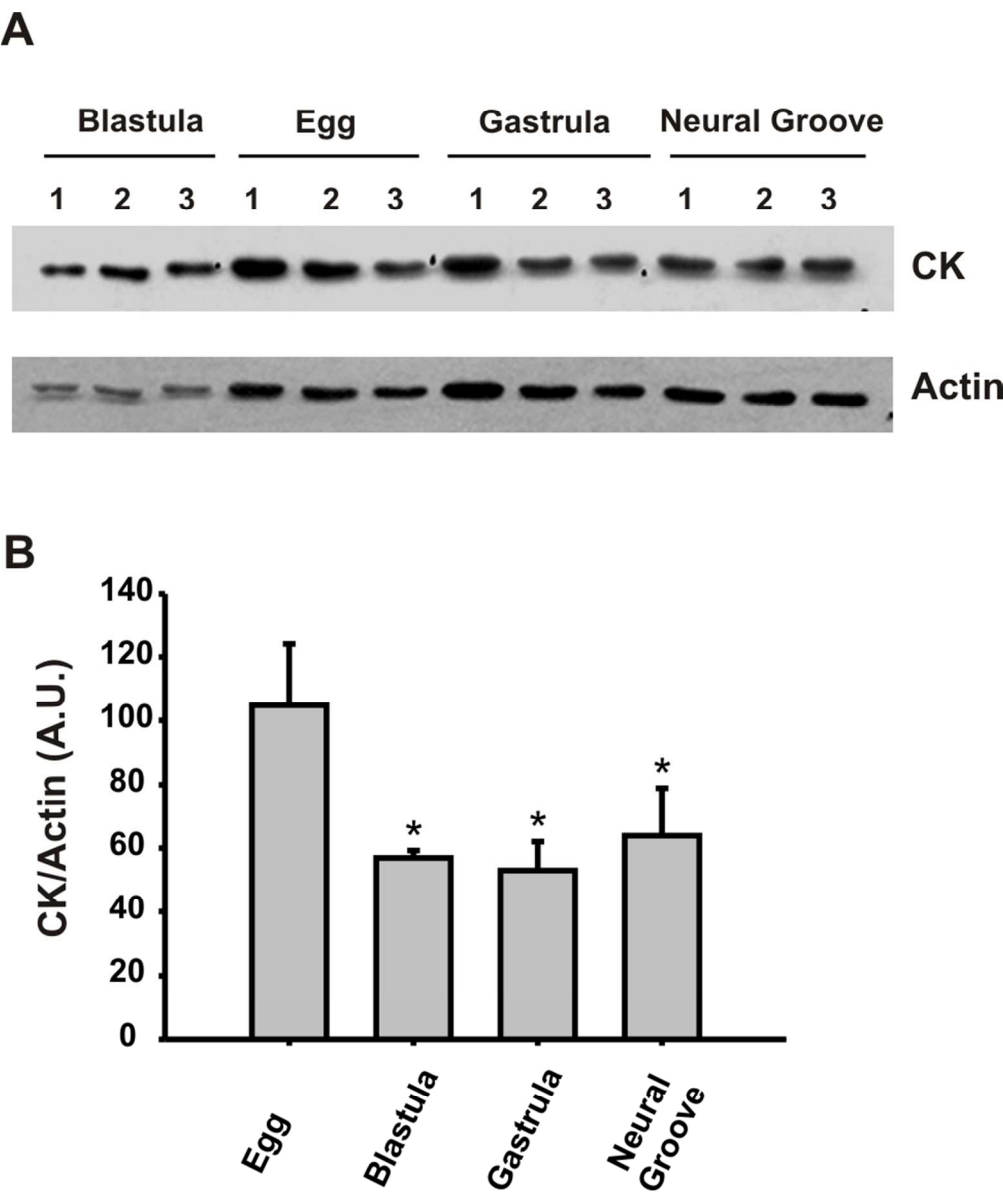 A
Blastula Egg Gastrula Neural Groove
1 2 3 1 2 3 1 2 3 1 2 3
CK
Actin
B
140
120
100
80
60
40
20
0
CK/Actin (A.U.)
* * *
Egg
Blastula
Gastrula
Neural
Groove